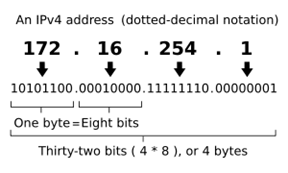 An IPv4 address (dotted-decimal notation)
172 . 16 . 254 . 1
10101100.00010000.11111110.00000001
One byte=Eight bits
Thirty-two bits ( 4 * 8 ), or 4 bytes